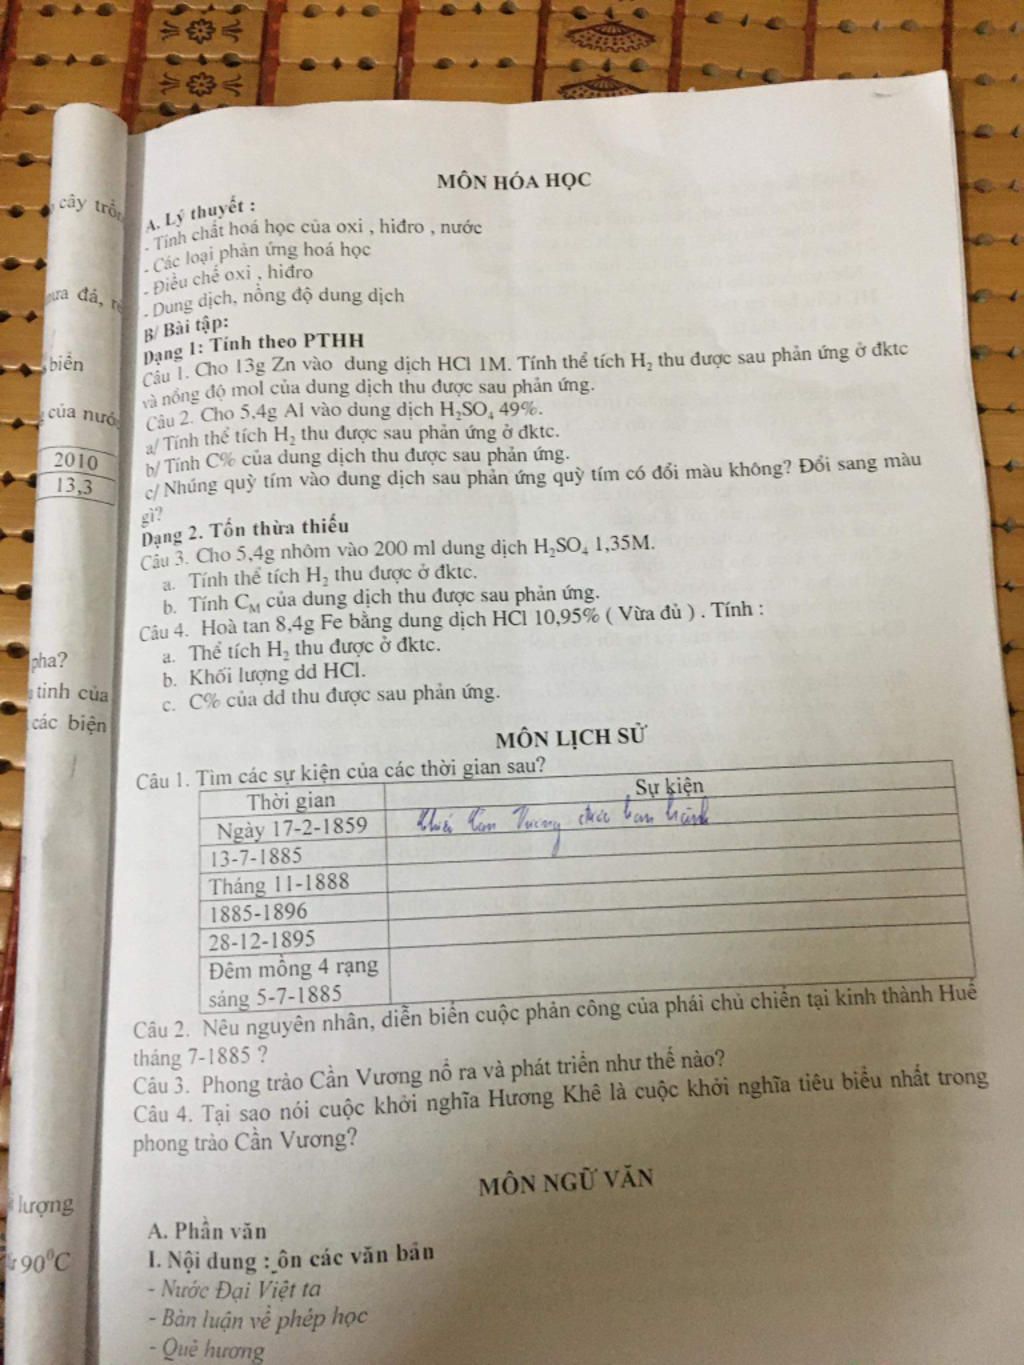 cây trồ
mưa đá,
biển
của nướ
2010
13,3
pha?
tinh của
các biện
lượng
90⁰C
MÔN HÓA HỌC
A. Lý thuyết :
- Tính chất hoá học của oxi , hiđro , nước
- Các loại phản ứng hoá học
- Điều chế oxi , hiđro
- Dung dịch, nồng độ dung dịch
B/ Bài tập:
Dạng 1: Tính theo PTHH
Câu 1. Cho 13g Zn vào dung dịch HCl 1M. Tính thể tích H₂ thu được sau phản ứng ở đktc
và nồng độ mol của dung dịch thu được sau phản ứng.
Câu 2. Cho 5,4g Al vào dung dịch H₂SO₄ 49%.
a/ Tính thể tích H₂ thu được sau phản ứng ở đktc.
b/ Tính C% của dung dịch thu được sau phản ứng.
c/ Nhúng quỳ tím vào dung dịch sau phản ứng quỳ tím có đổi màu không? Đổi sang màu
gì?
Dạng 2. Tồn thừa thiếu
Câu 3. Cho 5,4g nhôm vào 200 ml dung dịch H₂SO₄ 1,35M.
a. Tính thể tích H₂ thu được ở đktc.
b. Tính C_M của dung dịch thu được sau phản ứng.
Câu 4. Hoà tan 8,4g Fe bằng dung dịch HCl 10,95% ( Vừa đủ ) . Tính :
a. Thể tích H₂ thu được ở đktc.
b. Khối lượng dd HCl.
c. C% của dd thu được sau phản ứng.
MÔN LỊCH SỬ
Câu 1. Tìm các sự kiện của các thời gian sau?
Thời gian Sự kiện
Ngày 17-2-1859 Chiếu Cần Vương được ban hành
13-7-1885
Tháng 11-1888
1885-1896
28-12-1895
Đêm mồng 4 rạng
sáng 5-7-1885
Câu 2. Nêu nguyên nhân, diễn biến cuộc phản công của phái chủ chiến tại kinh thành Huế
tháng 7-1885 ?
Câu 3. Phong trào Cần Vương nổ ra và phát triển như thế nào?
Câu 4. Tại sao nói cuộc khởi nghĩa Hương Khê là cuộc khởi nghĩa tiêu biểu nhất trong
phong trào Cần Vương?
MÔN NGỮ VĂN
A. Phần văn
I. Nội dung : ôn các văn bản
- Nước Đại Việt ta
- Bàn luận về phép học
- Quê hương